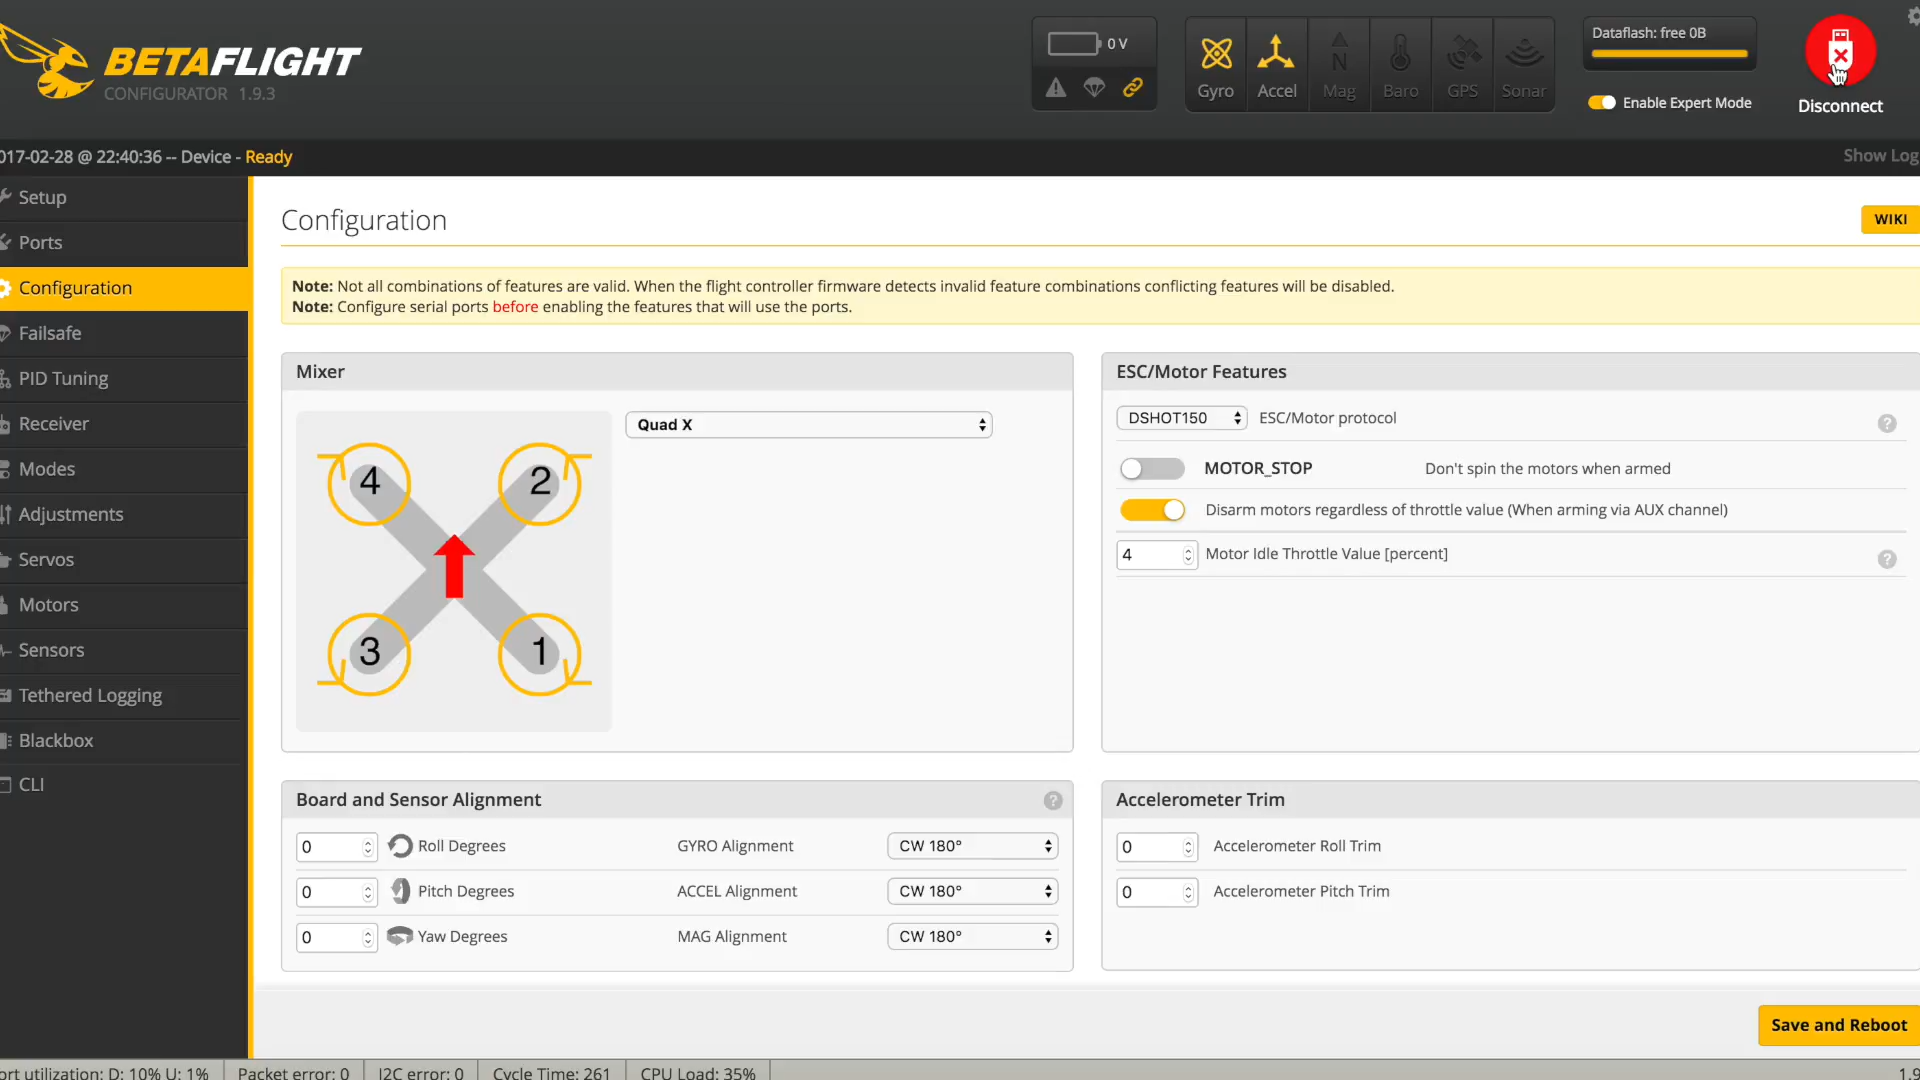 BETAFLIGHT
CONFIGURATOR 1.9.3
0 V
Gyro
Accel
Mag
Baro
GPS
Sonar
Dataflash: free 0B
Enable Expert Mode
Disconnect
017-02-28 @ 22:40:36 -- Device - Ready
Show Log
Setup
Ports
Configuration
Failsafe
PID Tuning
Receiver
Modes
Adjustments
Servos
Motors
Sensors
Tethered Logging
Blackbox
CLI
Configuration
WIKI
Note: Not all combinations of features are valid. When the flight controller firmware detects invalid feature combinations conflicting features will be disabled.
Note: Configure serial ports before enabling the features that will use the ports.
Mixer
4
2
3
1
Quad X
ESC/Motor Features
DSHOT150 ESC/Motor protocol
?
MOTOR_STOP Don't spin the motors when armed
Disarm motors regardless of throttle value (When arming via AUX channel)
4 Motor Idle Throttle Value [percent]
?
Board and Sensor Alignment
?
0 Roll Degrees GYRO Alignment CW 180°
0 Pitch Degrees ACCEL Alignment CW 180°
0 Yaw Degrees MAG Alignment CW 180°
Accelerometer Trim
0 Accelerometer Roll Trim
0 Accelerometer Pitch Trim
Save and Reboot
ort utilization: D: 10% U: 1% Packet error: 0 I2C error: 0 Cycle Time: 261 CPU Load: 35% 1.9